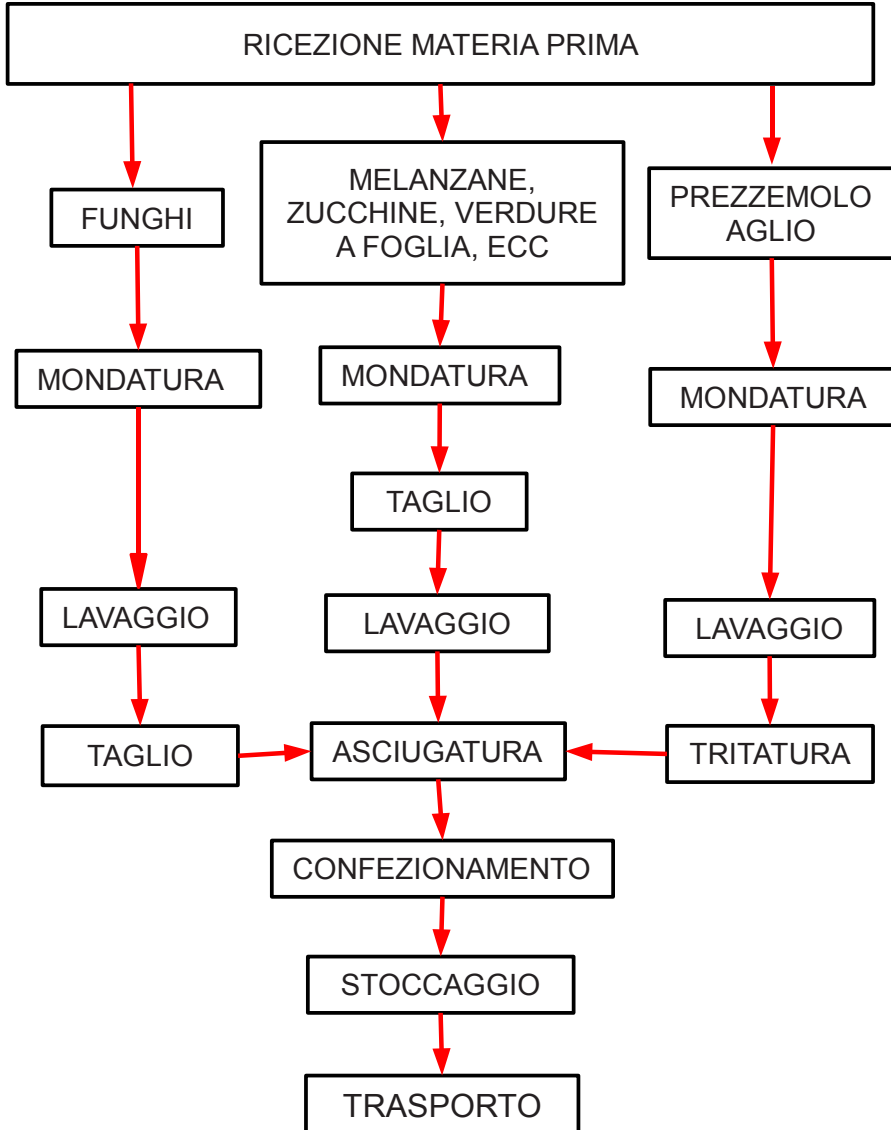 RICEZIONE MATERIA PRIMA
FUNGHI
MELANZANE,
ZUCCHINE, VERDURE
A FOGLIA, ECC
PREZZEMOLO
AGLIO
MONDATURA
MONDATURA
MONDATURA
TAGLIO
LAVAGGIO
LAVAGGIO
LAVAGGIO
TAGLIO
ASCIUGATURA
TRITATURA
CONFEZIONAMENTO
STOCCAGGIO
TRASPORTO